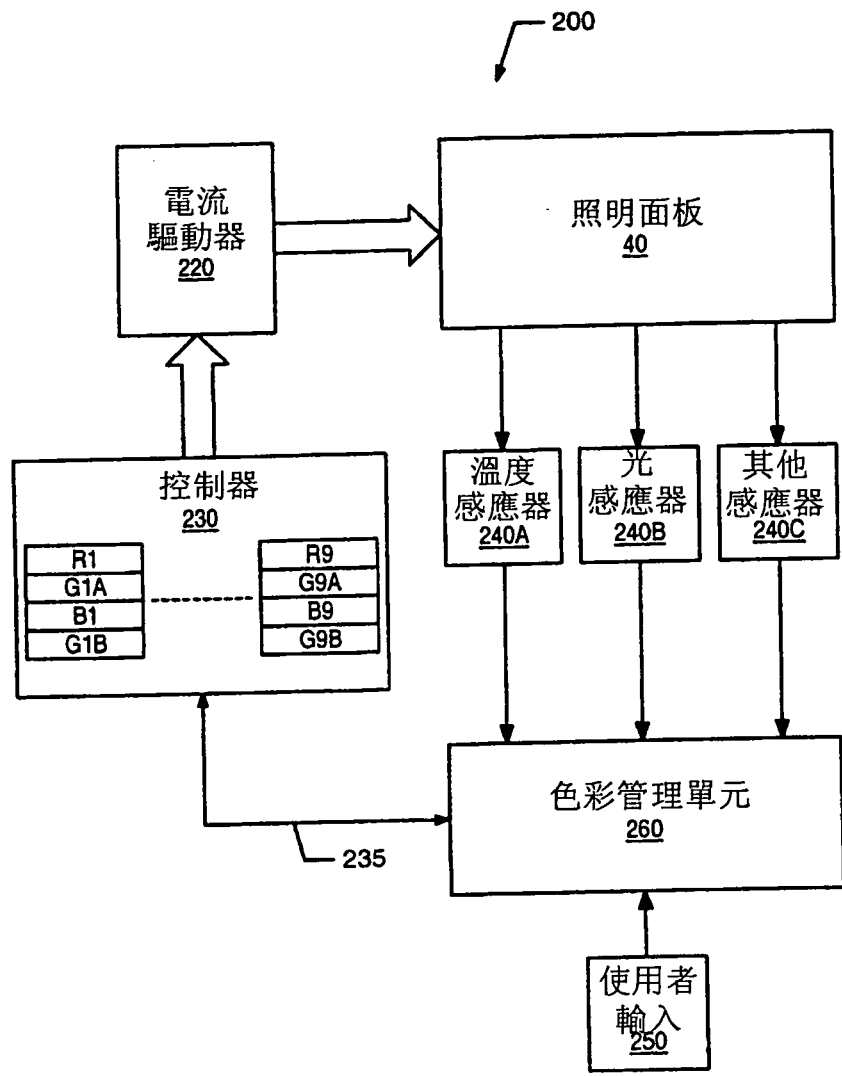 200
電流
驅動器
220
照明面板
40
控制器
230
R1
G1A
B1
G1B
R9
G9A
B9
G9B
溫度
感應器
240A
光
感應器
240B
其他
感應器
240C
235
色彩管理單元
260
使用者
輸入
250